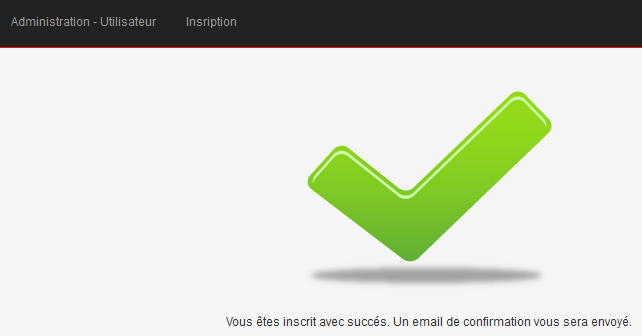 Administration - Utilisateur Insription
Vous êtes inscrit avec succés. Un email de confirmation vous sera envoyé.